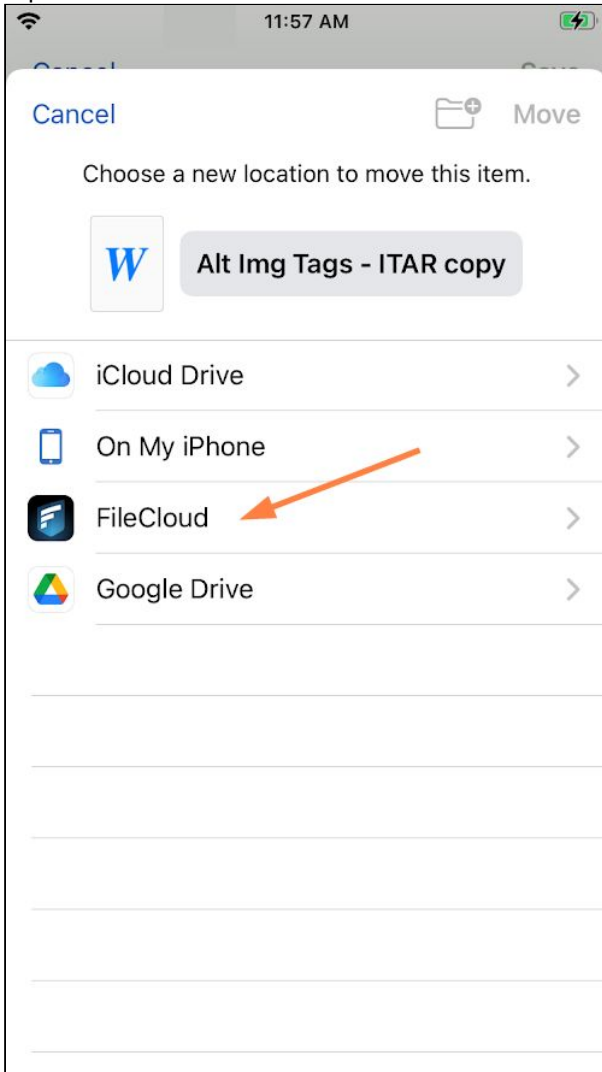 11:57 AM
Cancel
Cancel Move
Choose a new location to move this item.
W Alt Img Tags - ITAR copy
iCloud Drive
On My iPhone
FileCloud
Google Drive